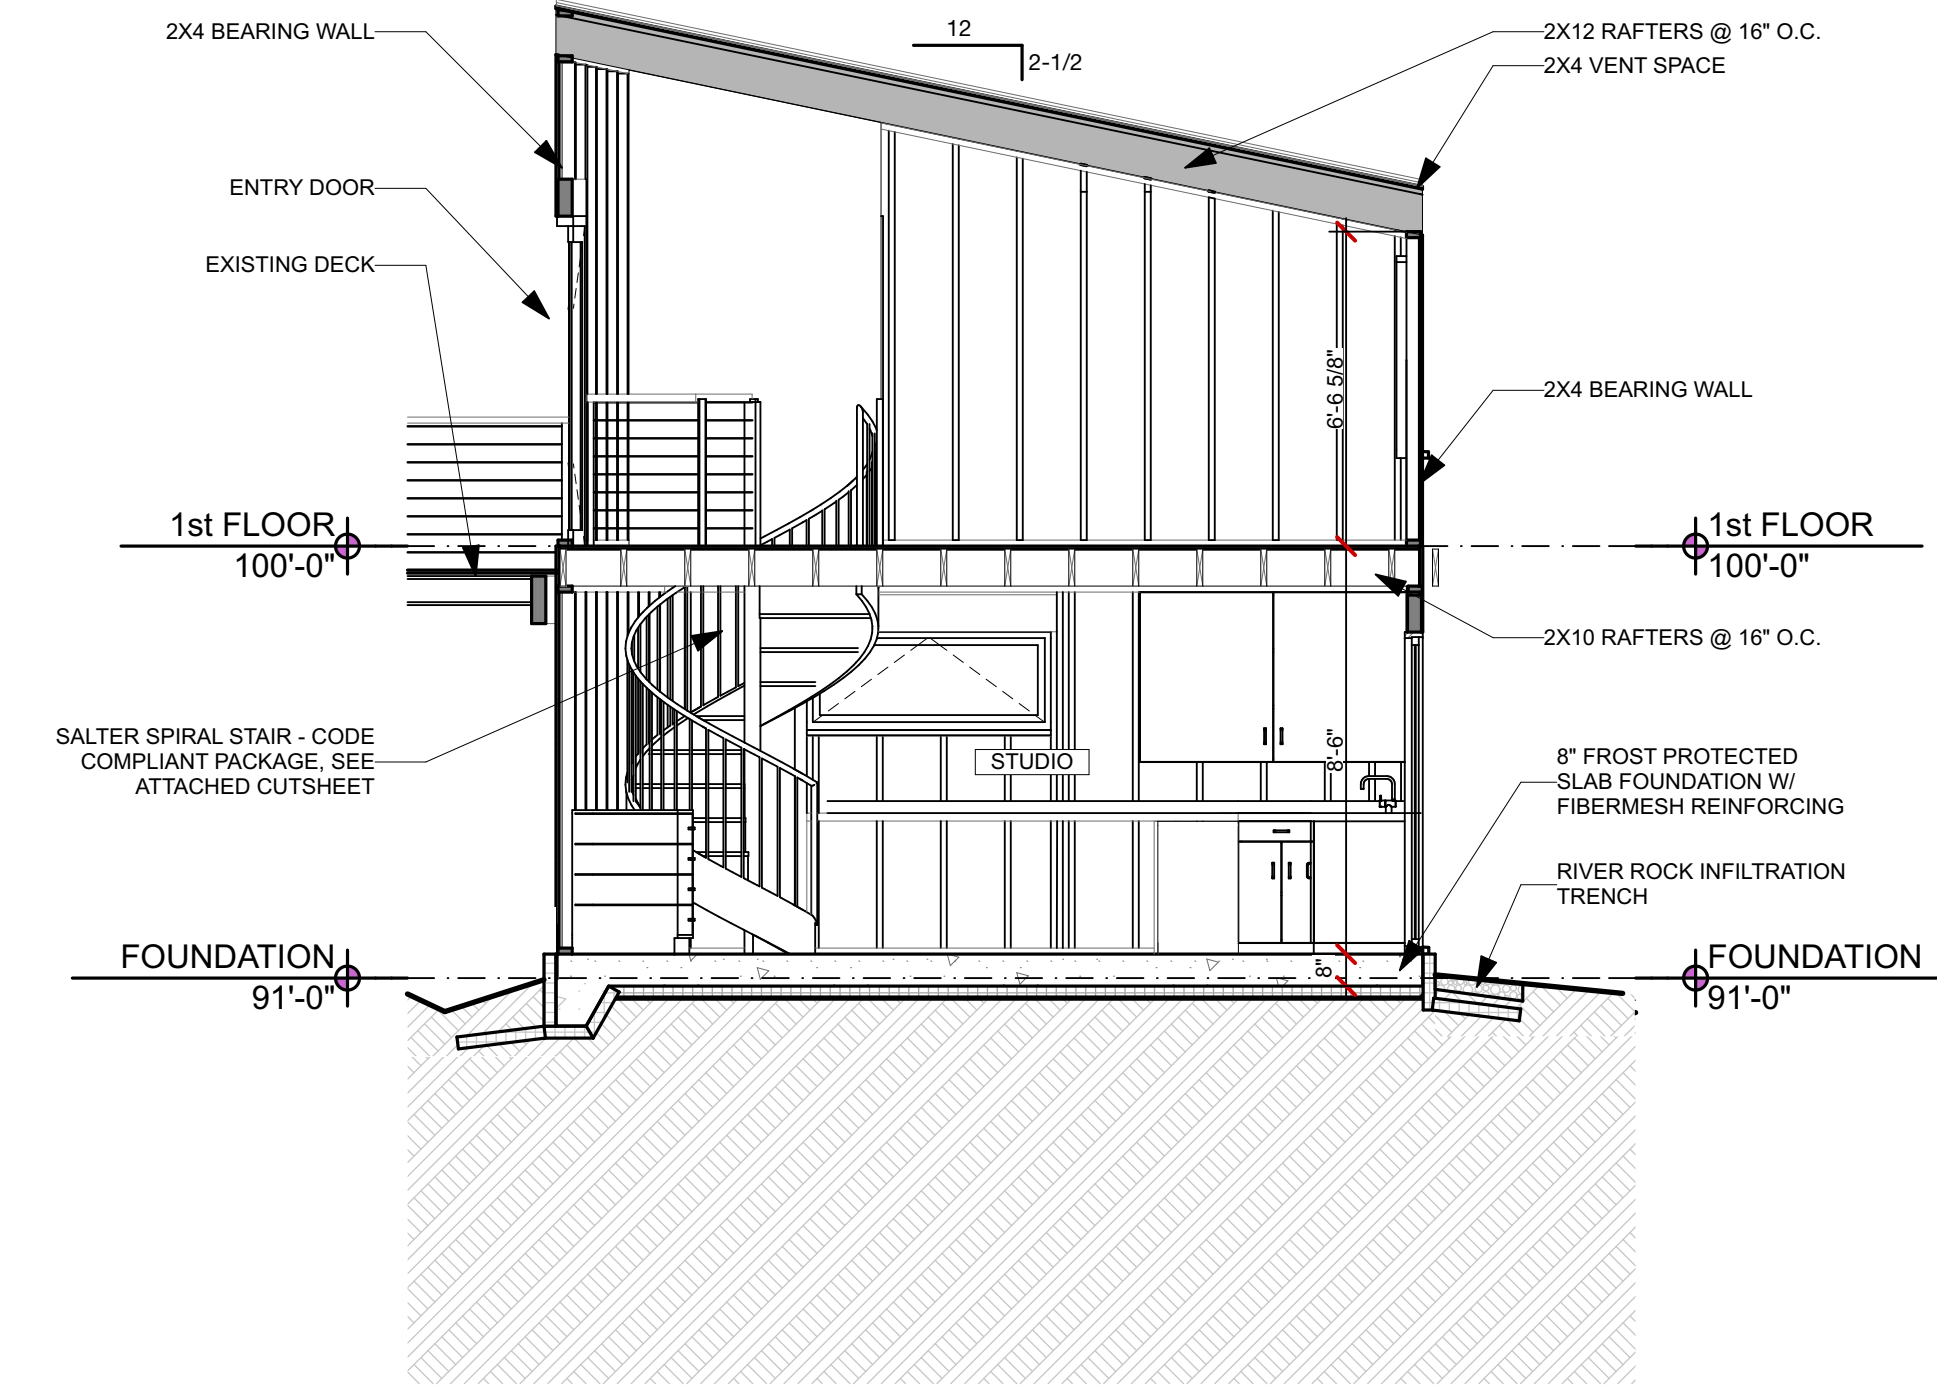 2X4 BEARING WALL
12
2-1/2
2X12 RAFTERS @ 16" O.C.
2X4 VENT SPACE
ENTRY DOOR
EXISTING DECK
6'-6 5/8"
2X4 BEARING WALL
1st FLOOR
100'-0"
1st FLOOR
100'-0"
2X10 RAFTERS @ 16" O.C.
SALTER SPIRAL STAIR - CODE
COMPLIANT PACKAGE, SEE
ATTACHED CUTSHEET
STUDIO
8'-6"
8" FROST PROTECTED
SLAB FOUNDATION W/
FIBERMESH REINFORCING
RIVER ROCK INFILTRATION
TRENCH
FOUNDATION
91'-0"
8"
FOUNDATION
91'-0"